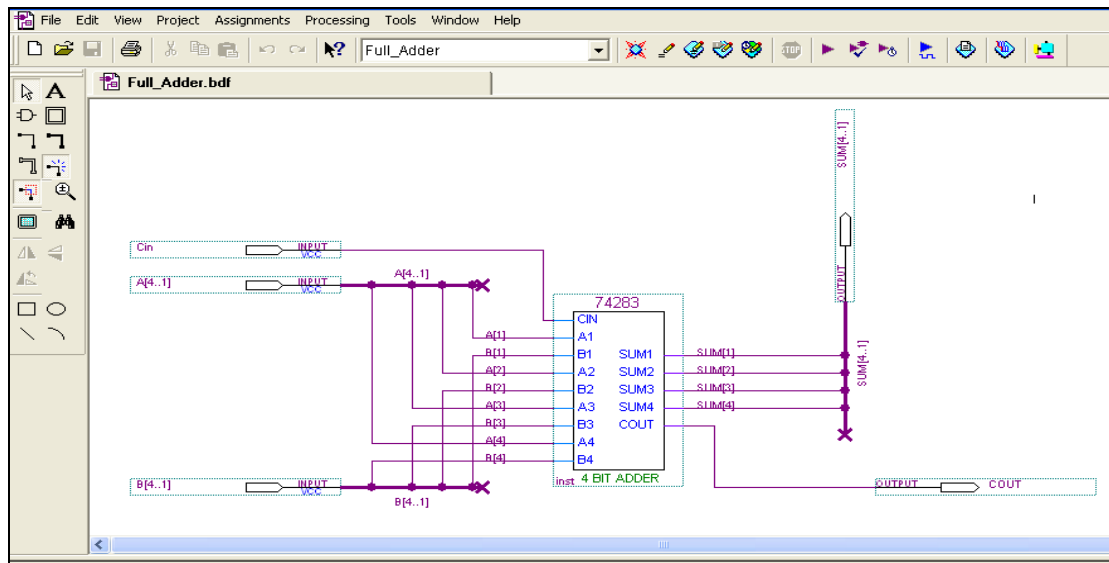 File Edit View Project Assignments Processing Tools Window Help
Full_Adder
STOP
Full_Adder.bdf
A
SUM[4..1]
OUTPUT
Cin INPUT
VCC
A[4..1] INPUT
VCC
A[4..1]
74283
CIN
A[1] A1
B[1] B1 SUM1 SUM[1]
A[2] A2 SUM2 SUM[2]
B[2] B2 SUM3 SUM[3]
A[3] A3 SUM4 SUM[4]
B[3] B3 COUT
A[4] A4
B[4] B4
SUM[4..1]
inst 4 BIT ADDER
B[4..1] INPUT
VCC
B[4..1]
OUTPUT COUT